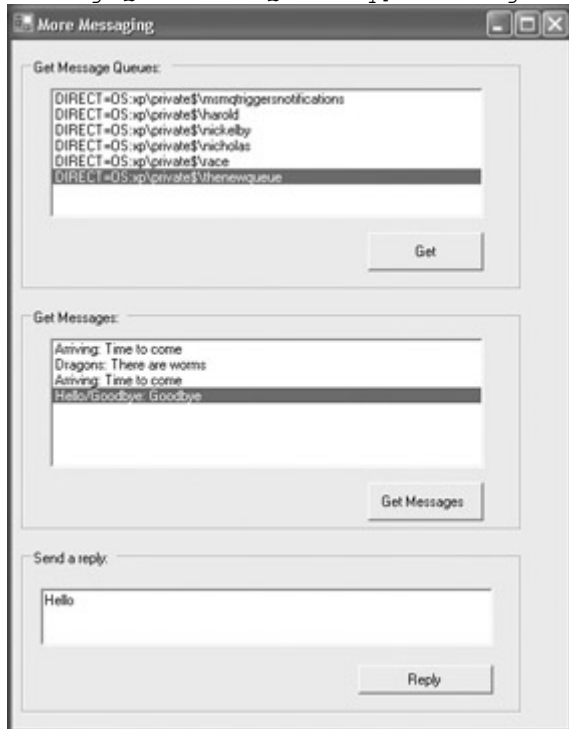 More Messaging
Get Message Queues:
DIRECT=OS:xp\private$\msmqtriggersnotifications
DIRECT=OS:xp\private$\harold
DIRECT=OS:xp\private$\nickelby
DIRECT=OS:xp\private$\nicholas
DIRECT=OS:xp\private$\race
DIRECT=OS:xp\private$\thenewqueue
Get
Get Messages:
Arriving: Time to come
Dragons: There are worms
Arriving: Time to come
Hello/Goodbye: Goodbye
Get Messages
Send a reply:
Hello
Reply